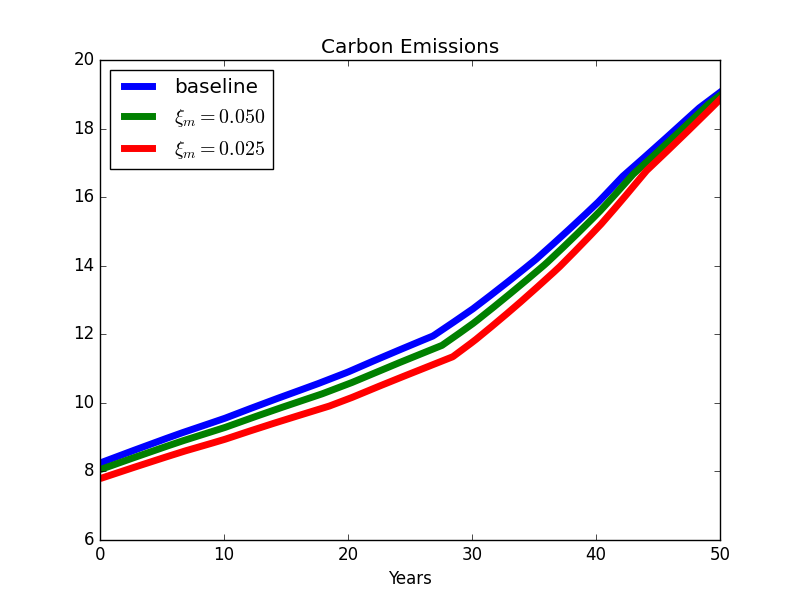 Carbon Emissions
20
18
16
14
12
10
8
6
baseline
ξₘ = 0.050
ξₘ = 0.025
0 10 20 30 40 50
Years